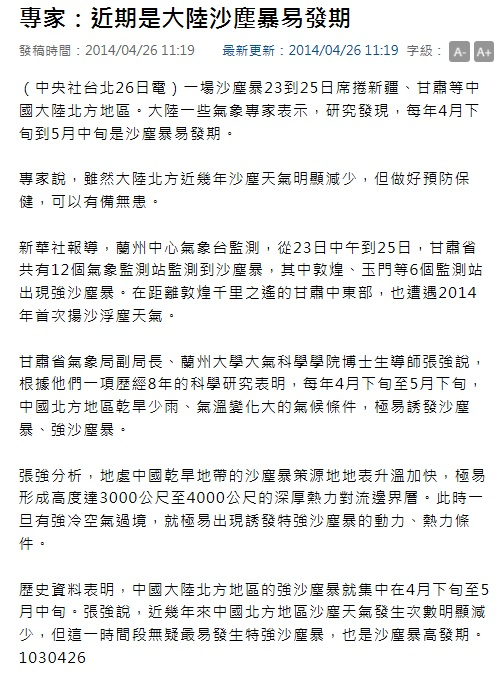 專家：近期是大陸沙塵暴易發期
發稿時間：2014/04/26 11:19 最新更新：2014/04/26 11:19 字級： A- A+
（中央社台北26日電）一場沙塵暴23到25日席捲新疆、甘肅等中
國大陸北方地區。大陸一些氣象專家表示，研究發現，每年4月下
旬到5月中旬是沙塵暴易發期。
專家說，雖然大陸北方近幾年沙塵天氣明顯減少，但做好預防保
健，可以有備無患。
新華社報導，蘭州中心氣象台監測，從23日中午到25日，甘肅省
共有12個氣象監測站監測到沙塵暴，其中敦煌、玉門等6個監測站
出現強沙塵暴。在距離敦煌千里之遙的甘肅中東部，也遭遇2014
年首次揚沙浮塵天氣。
甘肅省氣象局副局長、蘭州大學大氣科學學院博士生導師張強說，
根據他們一項歷經8年的科學研究表明，每年4月下旬至5月下旬，
中國北方地區乾旱少雨、氣溫變化大的氣候條件，極易誘發沙塵
暴、強沙塵暴。
張強分析，地處中國乾旱地帶的沙塵暴策源地地表升溫加快，極易
形成高度達3000公尺至4000公尺的深厚熱力對流邊界層。此時一
旦有強冷空氣過境，就極易出現誘發特強沙塵暴的動力、熱力條
件。
歷史資料表明，中國大陸北方地區的強沙塵暴就集中在4月下旬至5
月中旬。張強說，近幾年來中國北方地區沙塵天氣發生次數明顯減
少，但這一時間段無疑最易發生特強沙塵暴，也是沙塵暴高發期。
1030426